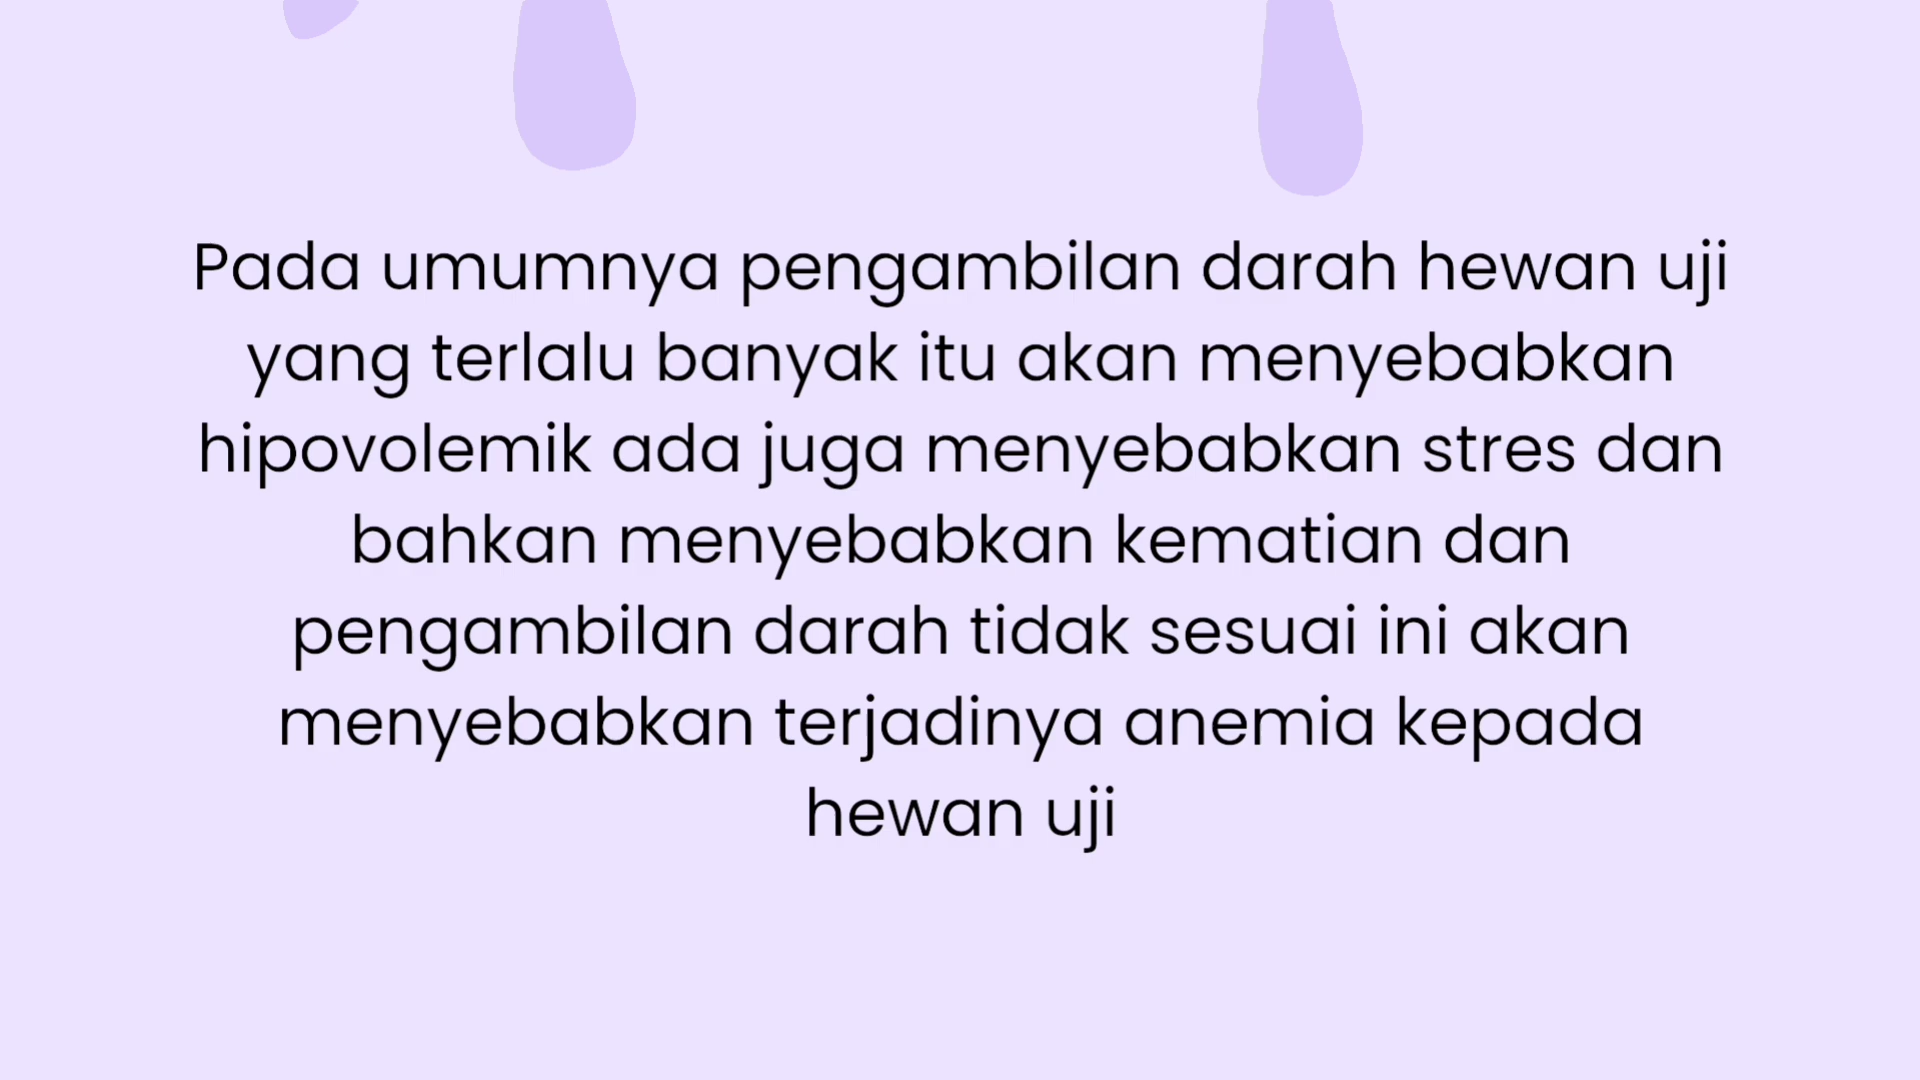 Pada umumnya pengambilan darah hewan uji
yang terlalu banyak itu akan menyebabkan
hipovolemik ada juga menyebabkan stres dan
bahkan menyebabkan kematian dan
pengambilan darah tidak sesuai ini akan
menyebabkan terjadinya anemia kepada
hewan uji